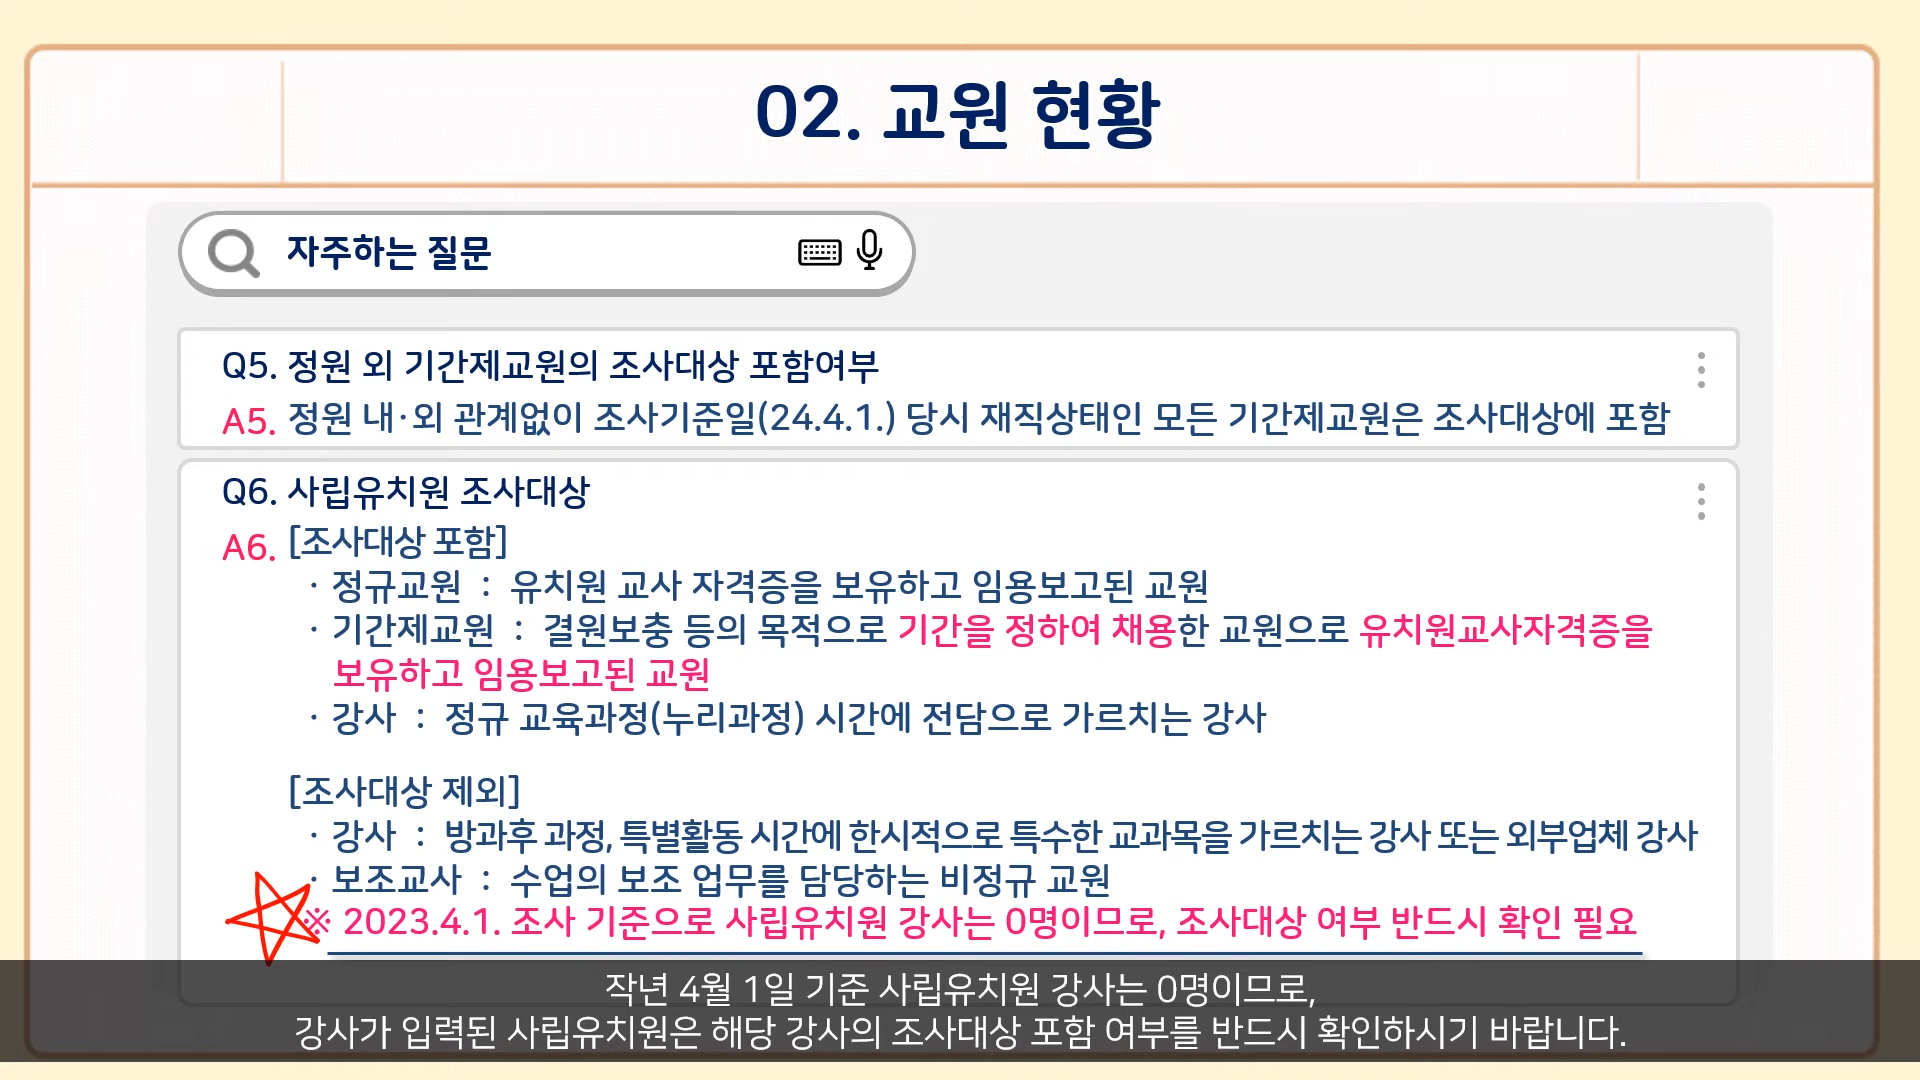 02. 교원 현황
자주하는 질문
Q5. 정원 외 기간제교원의 조사대상 포함여부
A5. 정원 내·외 관계없이 조사기준일(24.4.1.) 당시 재직상태인 모든 기간제교원은 조사대상에 포함
Q6. 사립유치원 조사대상
A6. [조사대상 포함]
· 정규교원 : 유치원 교사 자격증을 보유하고 임용보고된 교원
· 기간제교원 : 결원보충 등의 목적으로 기간을 정하여 채용한 교원으로 유치원교사자격증을
보유하고 임용보고된 교원
· 강사 : 정규 교육과정(누리과정) 시간에 전담으로 가르치는 강사
[조사대상 제외]
· 강사 : 방과후 과정, 특별활동 시간에 한시적으로 특수한 교과목을 가르치는 강사 또는 외부업체 강사
· 보조교사 : 수업의 보조 업무를 담당하는 비정규 교원
※ 2023.4.1. 조사 기준으로 사립유치원 강사는 0명이므로, 조사대상 여부 반드시 확인 필요
작년 4월 1일 기준 사립유치원 강사는 0명이므로,
강사가 입력된 사립유치원은 해당 강사의 조사대상 포함 여부를 반드시 확인하시기 바랍니다.